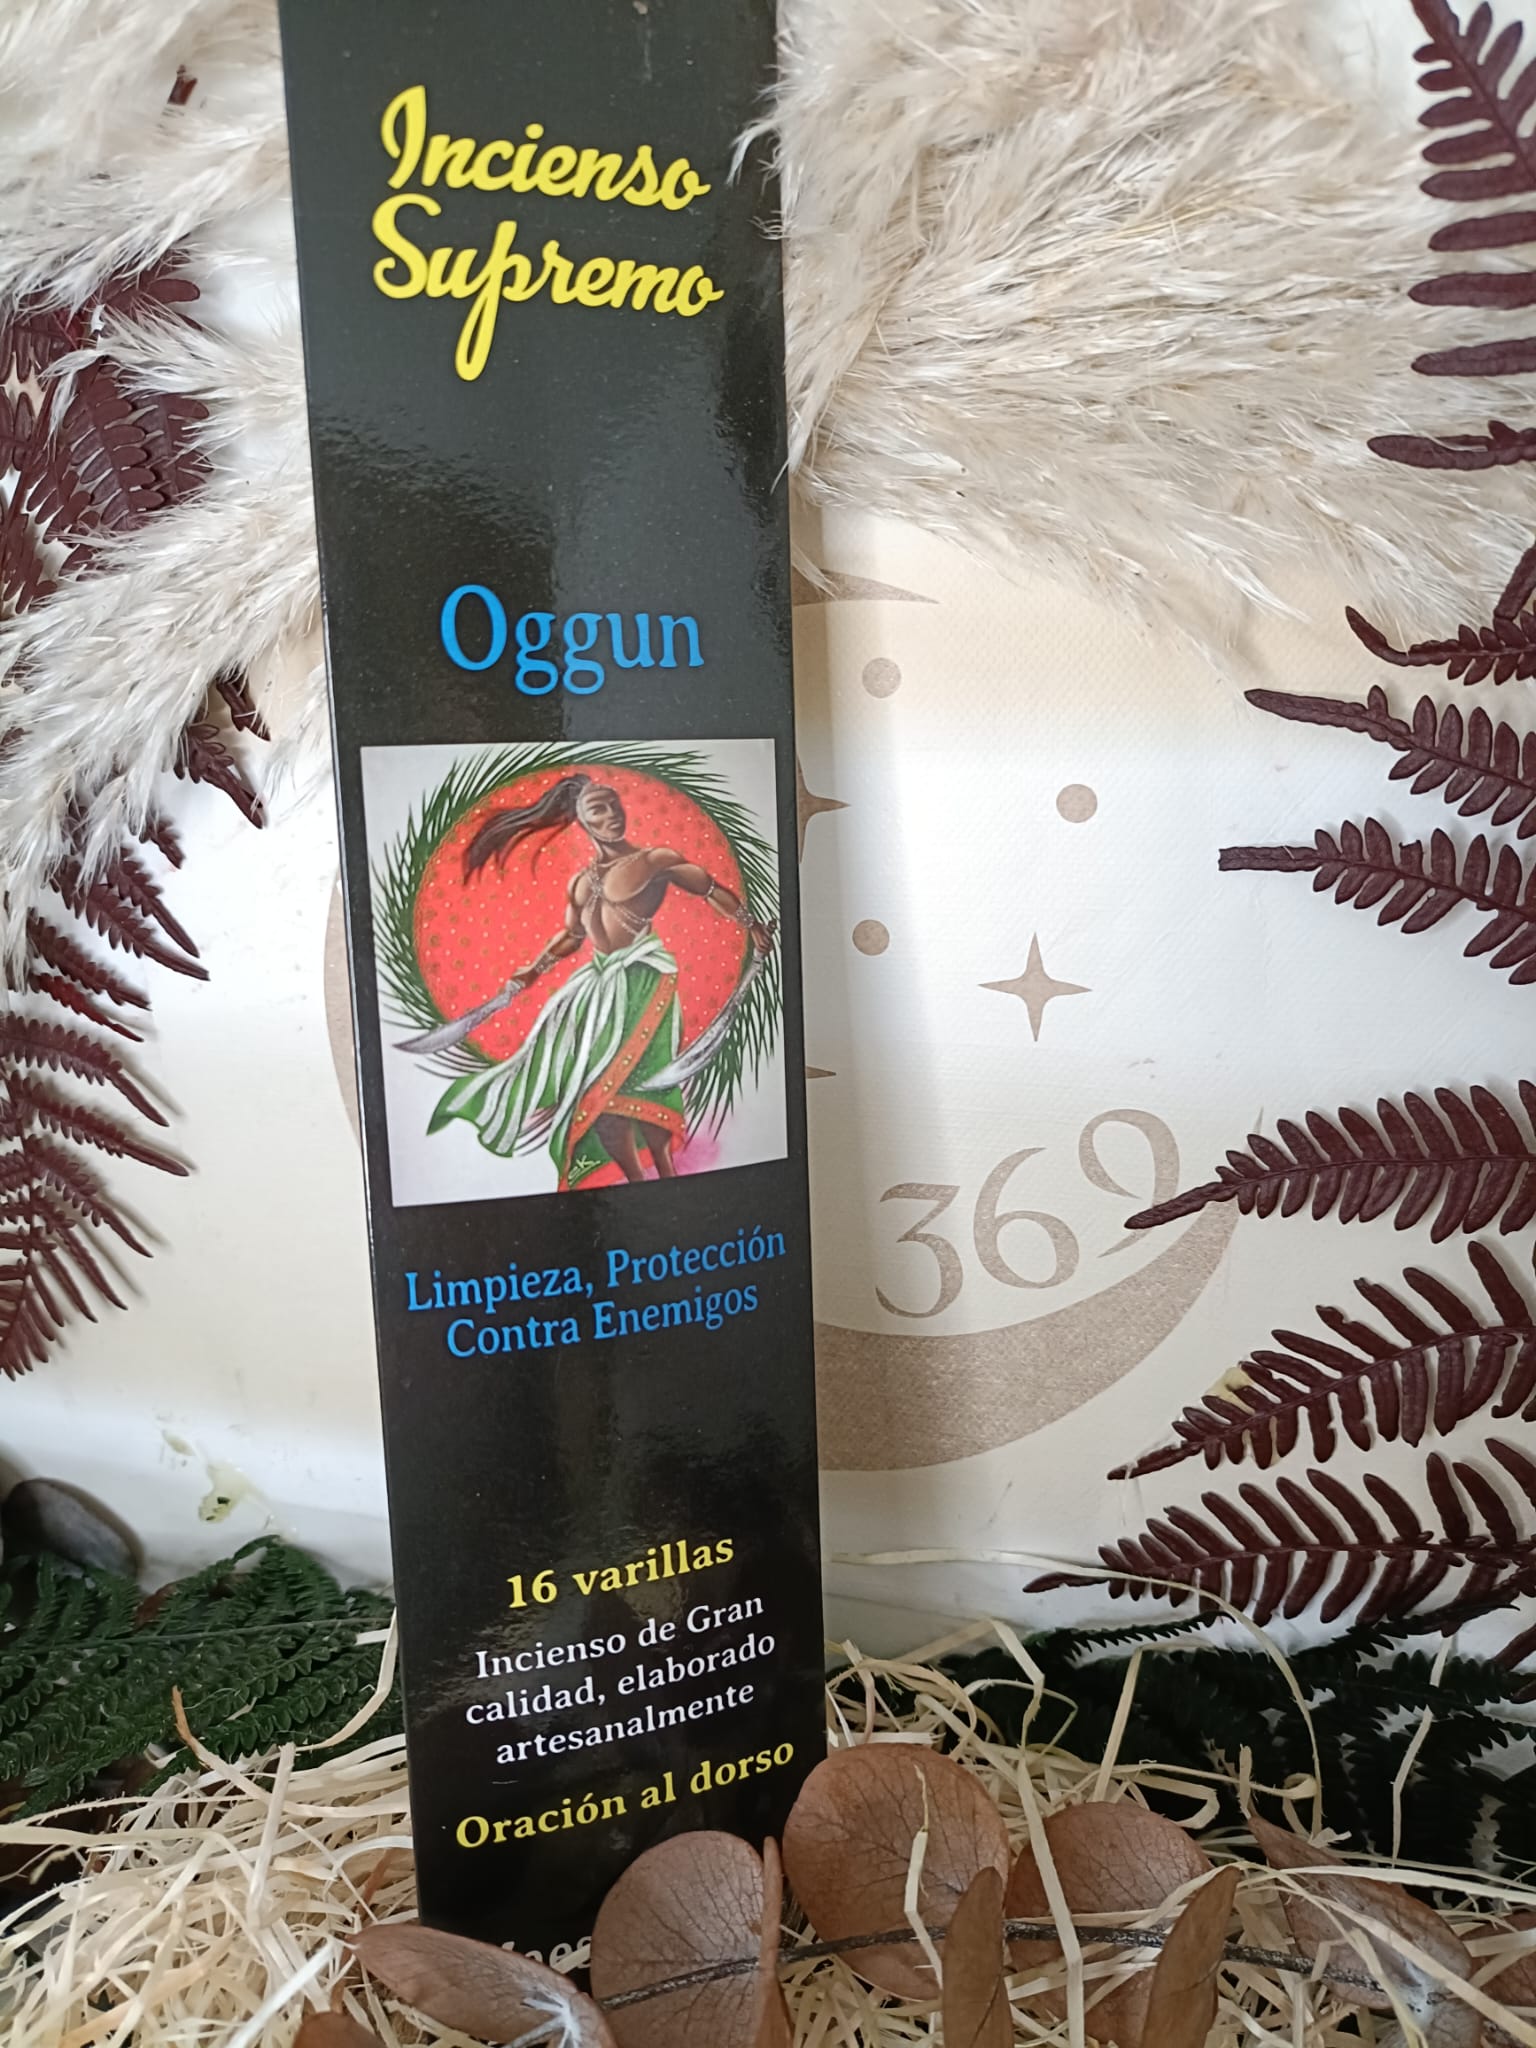 Incienso
Supremo
Oggun
Limpieza, Protección
Contra Enemigos
16 varillas
Incienso de Gran
calidad, elaborado
artesanalmente
Oración al dorso
369